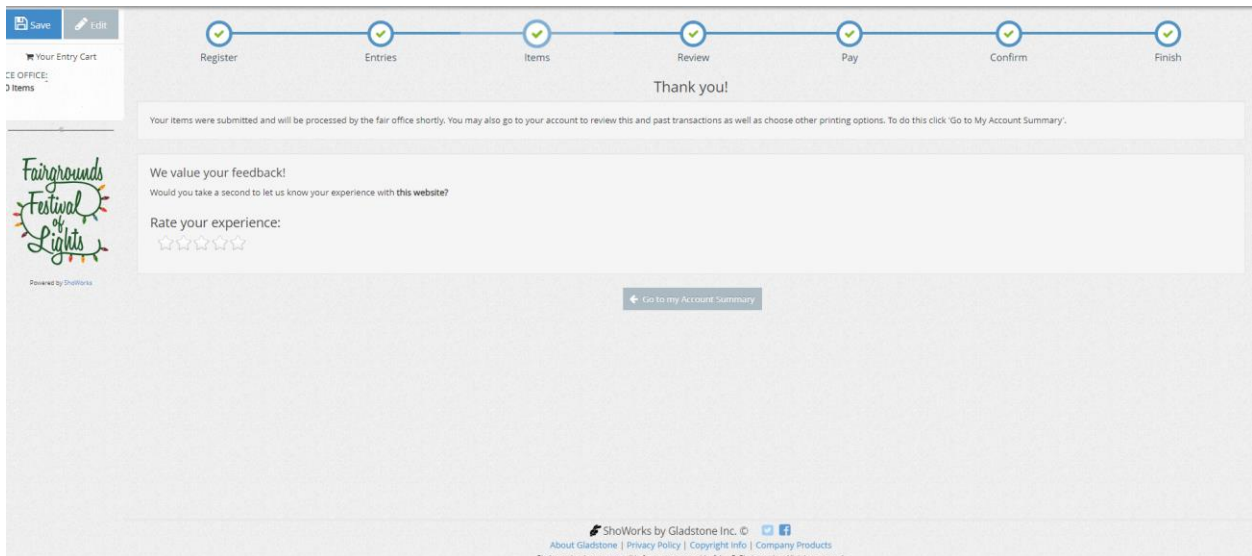 Save
Edit
Your Entry Cart
CE OFFICE:
0 Items
Register
Entries
Items
Review
Pay
Confirm
Finish
Thank you!
Your items were submitted and will be processed by the fair office shortly. You may also go to your account to review this and past transactions as well as choose other printing options. To do this click 'Go to My Account Summary'.
Fairgrounds
Festival
of
Lights
Powered by ShoWorks
We value your feedback!
Would you take a second to let us know your experience with this website?
Rate your experience:
Go to my Account Summary
ShoWorks by Gladstone Inc. ©
About Gladstone | Privacy Policy | Copyright Info | Company Products